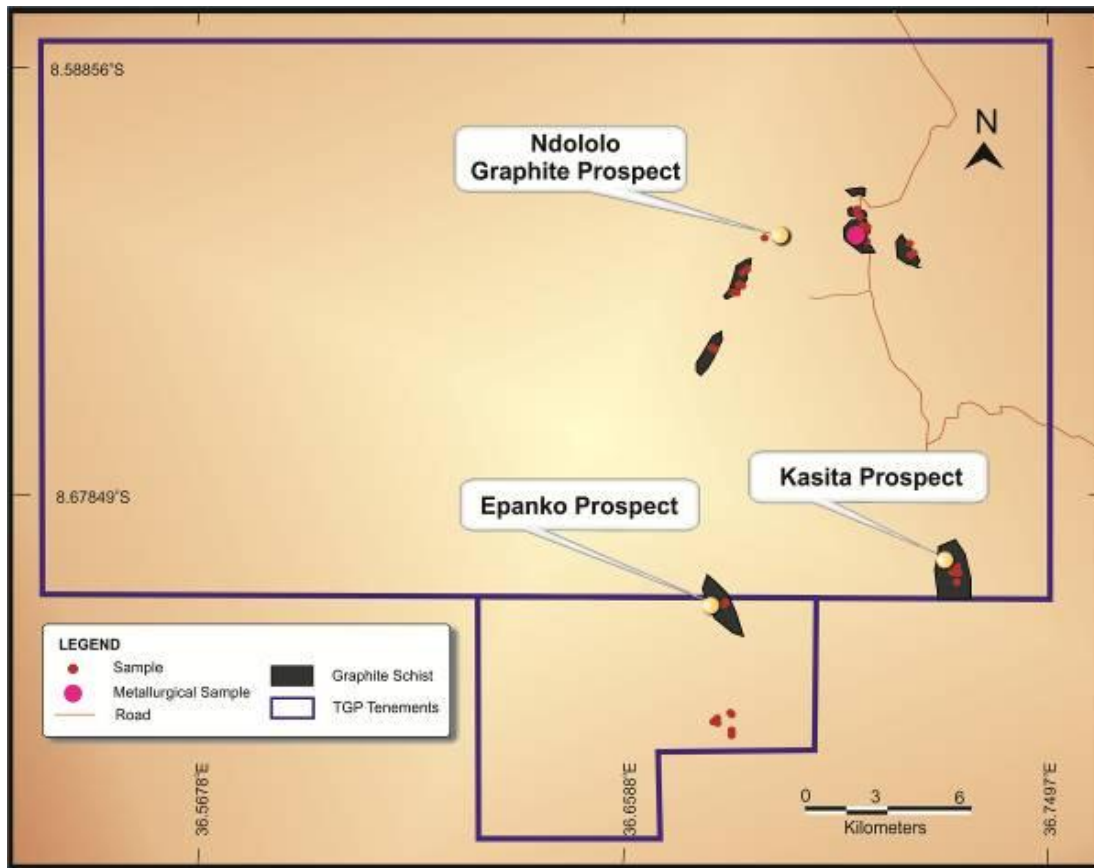 8.58856°S
N
Ndololo
Graphite Prospect
Kasita Prospect
8.67849°S
Epanko Prospect
LEGEND
Sample
Metallurgical Sample
Road
Graphite Schist
TGP Tenements
36.5678°E
36.6588°E
36.7497°E
0 3 6
Kilometers